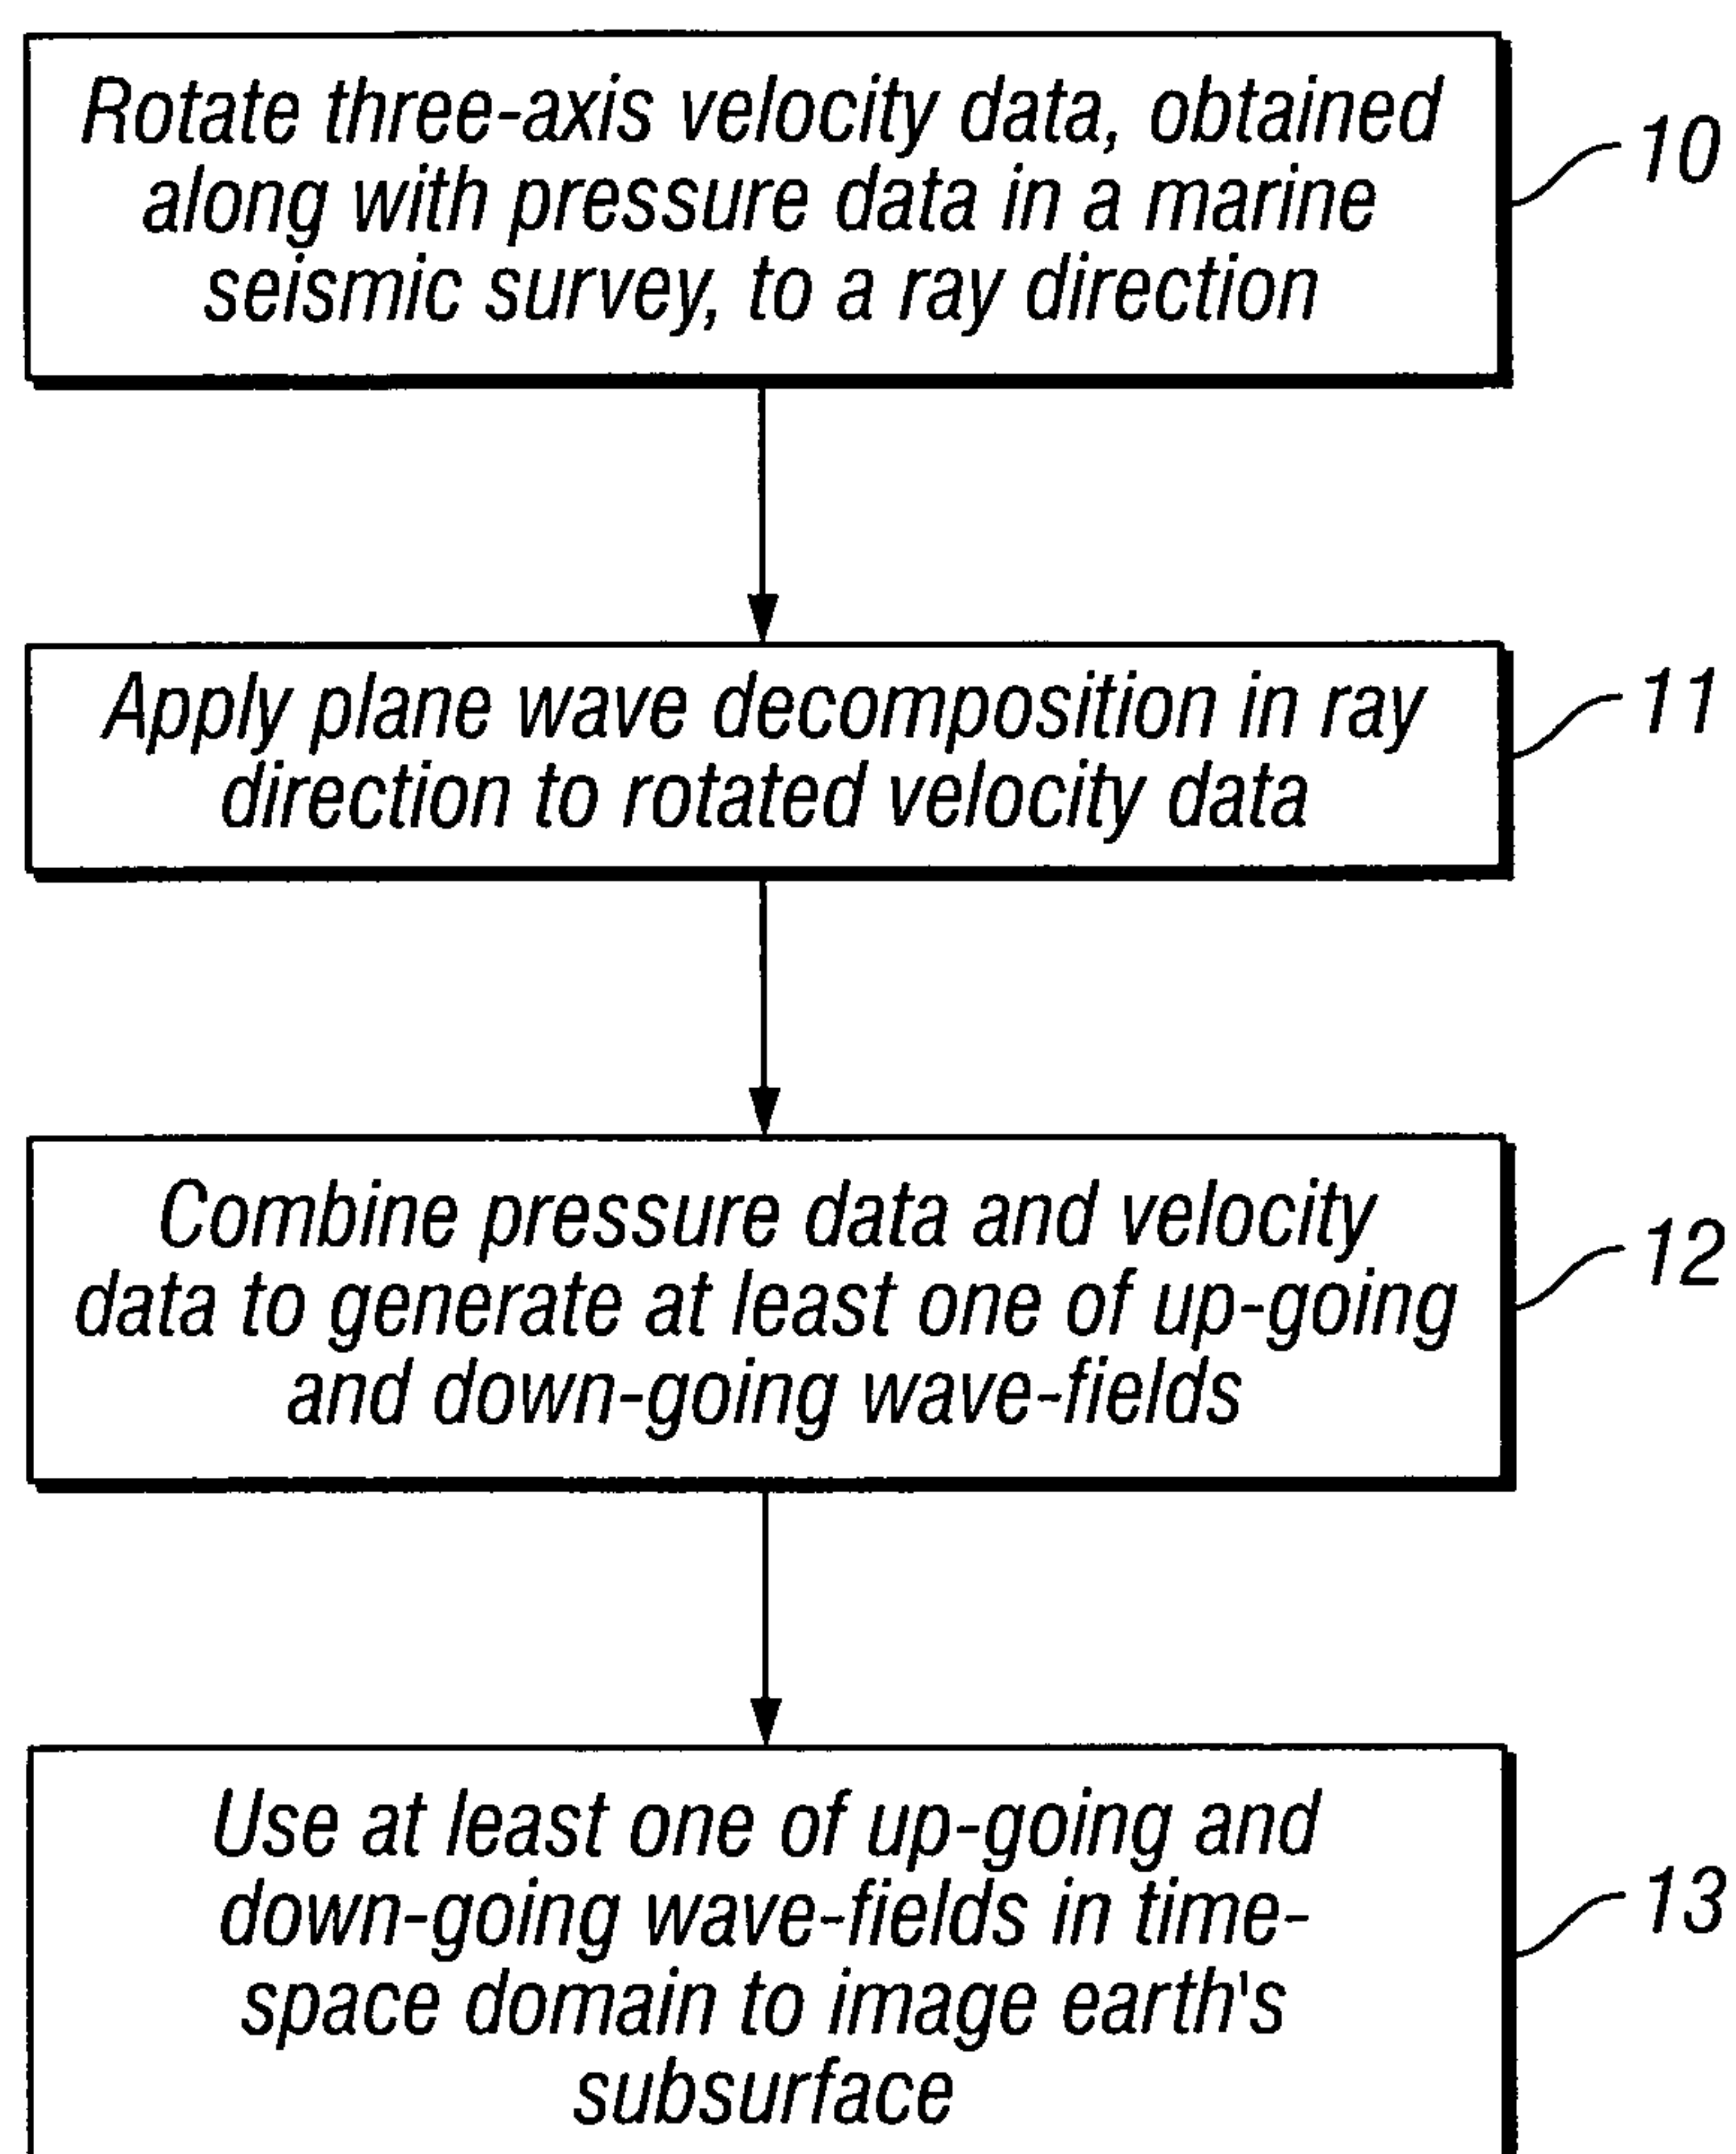 Rotate three-axis velocity data, obtained
along with pressure data in a marine
seismic survey, to a ray direction
10
Apply plane wave decomposition in ray
direction to rotated velocity data
11
Combine pressure data and velocity
data to generate at least one of up-going
and down-going wave-fields
12
Use at least one of up-going and
down-going wave-fields in time-
space domain to image earth's
subsurface
13